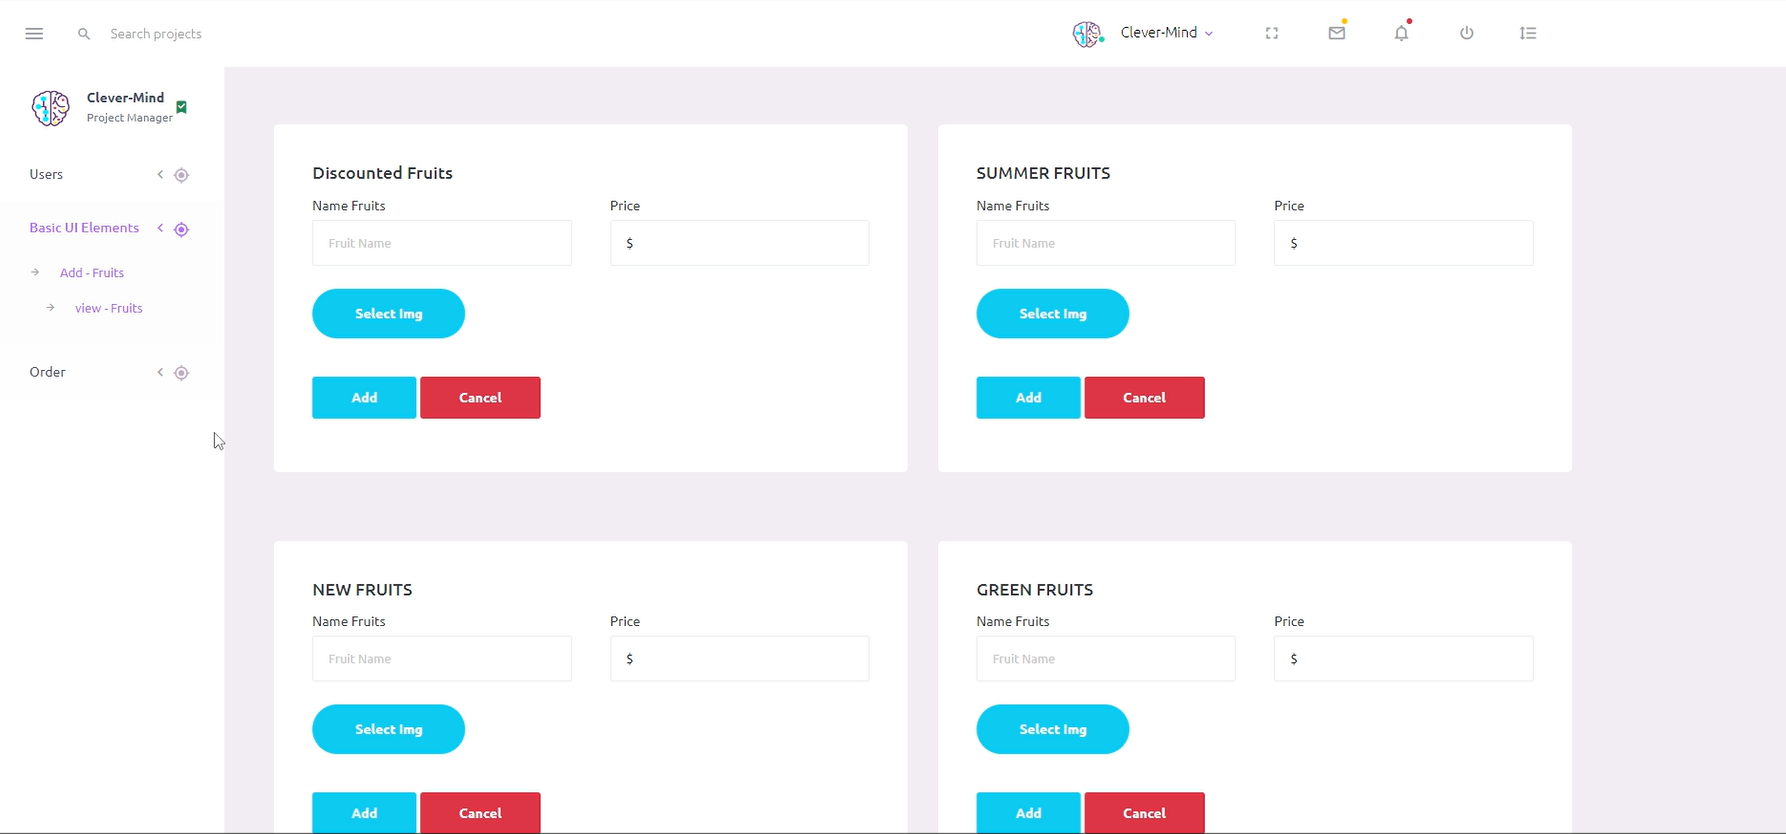 Search projects
Clever-Mind
Clever-Mind
Project Manager
Users
Basic UI Elements
Add - Fruits
view - Fruits
Order
Discounted Fruits
Name Fruits Price
Fruit Name $
Select Img
Add Cancel
SUMMER FRUITS
Name Fruits Price
Fruit Name $
Select Img
Add Cancel
NEW FRUITS
Name Fruits Price
Fruit Name $
Select Img
Add Cancel
GREEN FRUITS
Name Fruits Price
Fruit Name $
Select Img
Add Cancel